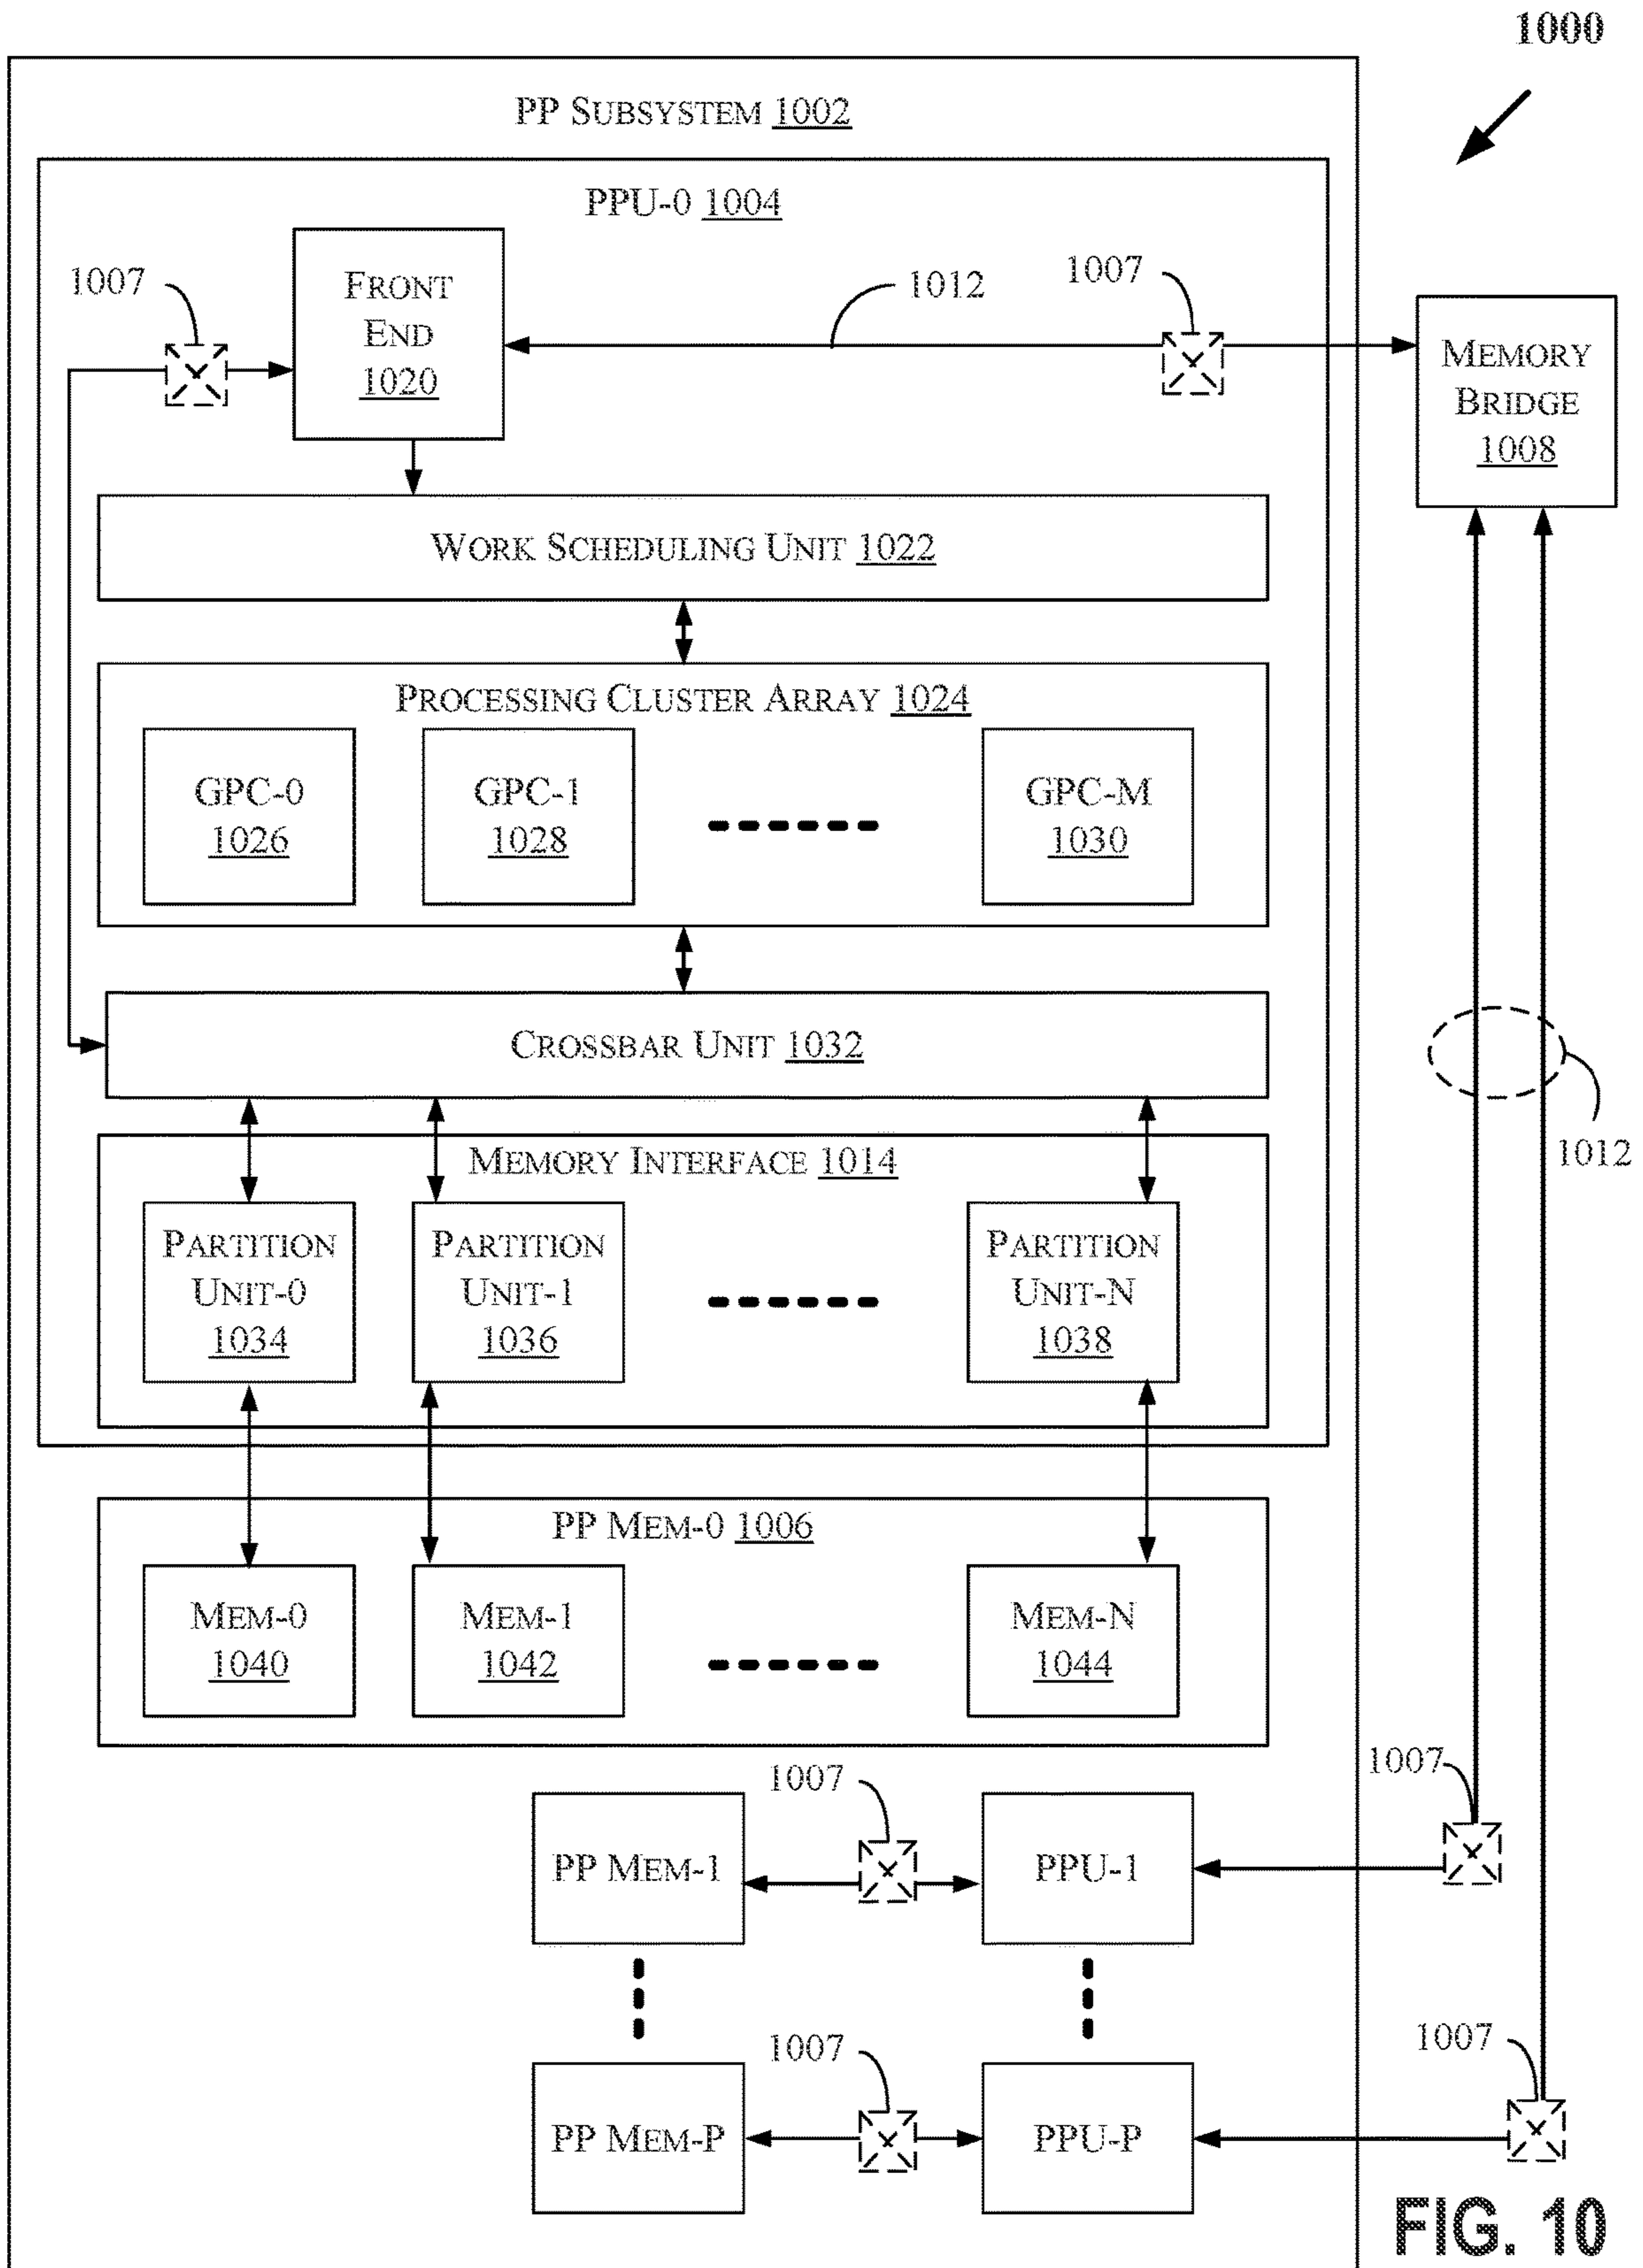 1000
PP SUBSYSTEM 1002
PPU-0 1004
1007
FRONT
END
1020
1012
1007
MEMORY
BRIDGE
1008
WORK SCHEDULING UNIT 1022
PROCESSING CLUSTER ARRAY 1024
GPC-0
1026
GPC-1
1028
GPC-M
1030
CROSSBAR UNIT 1032
1012
MEMORY INTERFACE 1014
PARTITION
UNIT-0
1034
PARTITION
UNIT-1
1036
PARTITION
UNIT-N
1038
PP MEM-0 1006
MEM-0
1040
MEM-1
1042
MEM-N
1044
1007
1007
PP MEM-1
PPU-1
1007
1007
PP MEM-P
PPU-P
FIG. 10